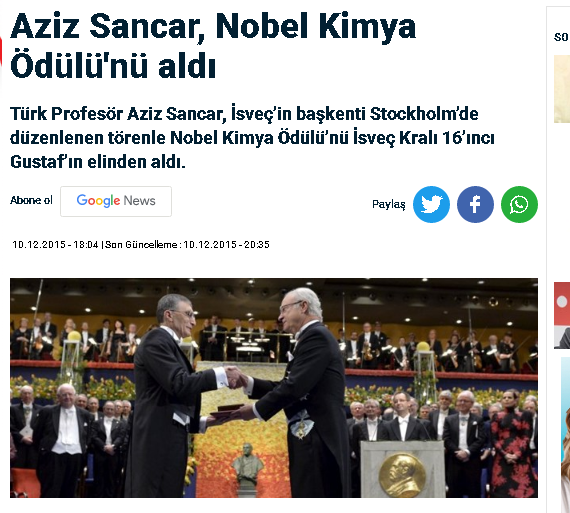 Aziz Sancar, Nobel Kimya
Ödülü'nü aldı
Türk Profesör Aziz Sancar, İsveç’in başkenti Stockholm’de
düzenlenen törenle Nobel Kimya Ödülü’nü İsveç Kralı 16’ıncı
Gustaf’ın elinden aldı.
Abone ol
Google News
Paylaş
10.12.2015 - 18:04 | Son Güncelleme : 10.12.2015 - 20:35
SO